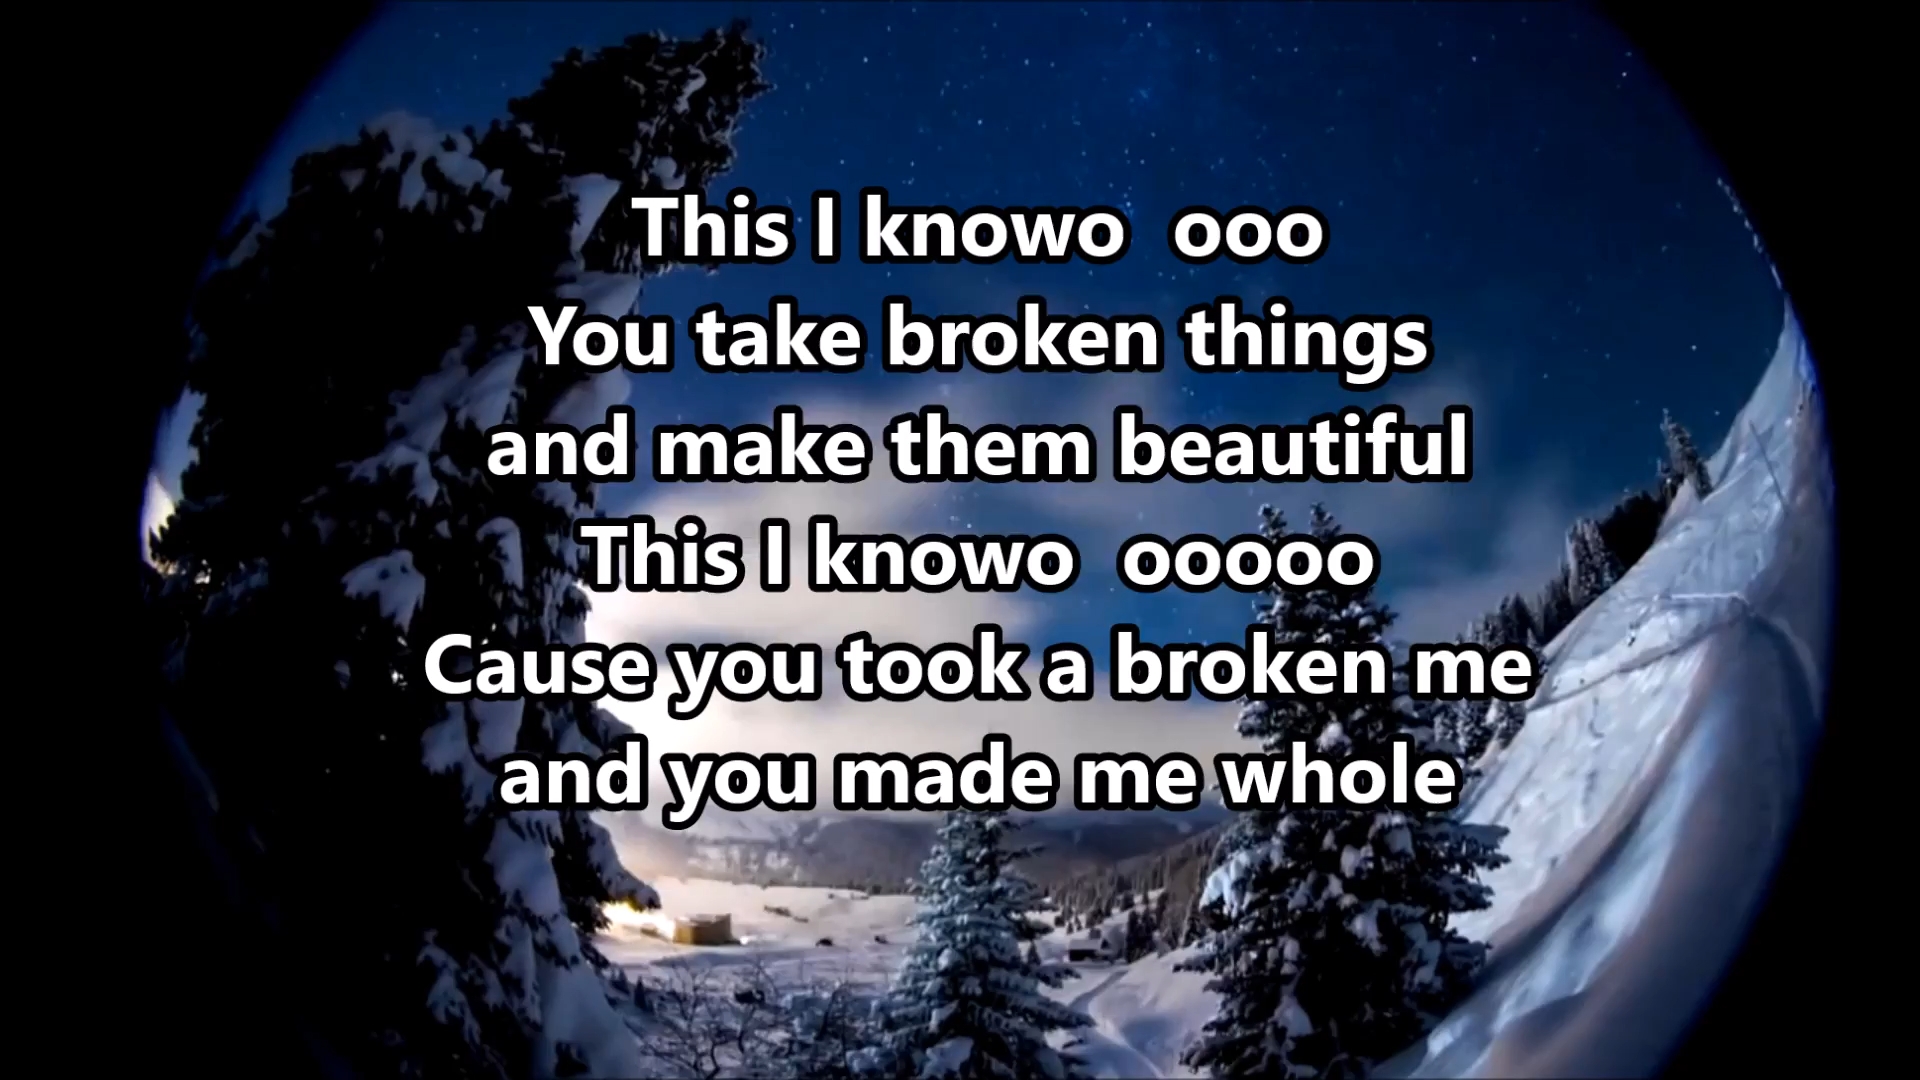 This I knowo  ooo
You take broken things
and make them beautiful
This I knowo  ooooo
Cause you took a broken me
and you made me whole